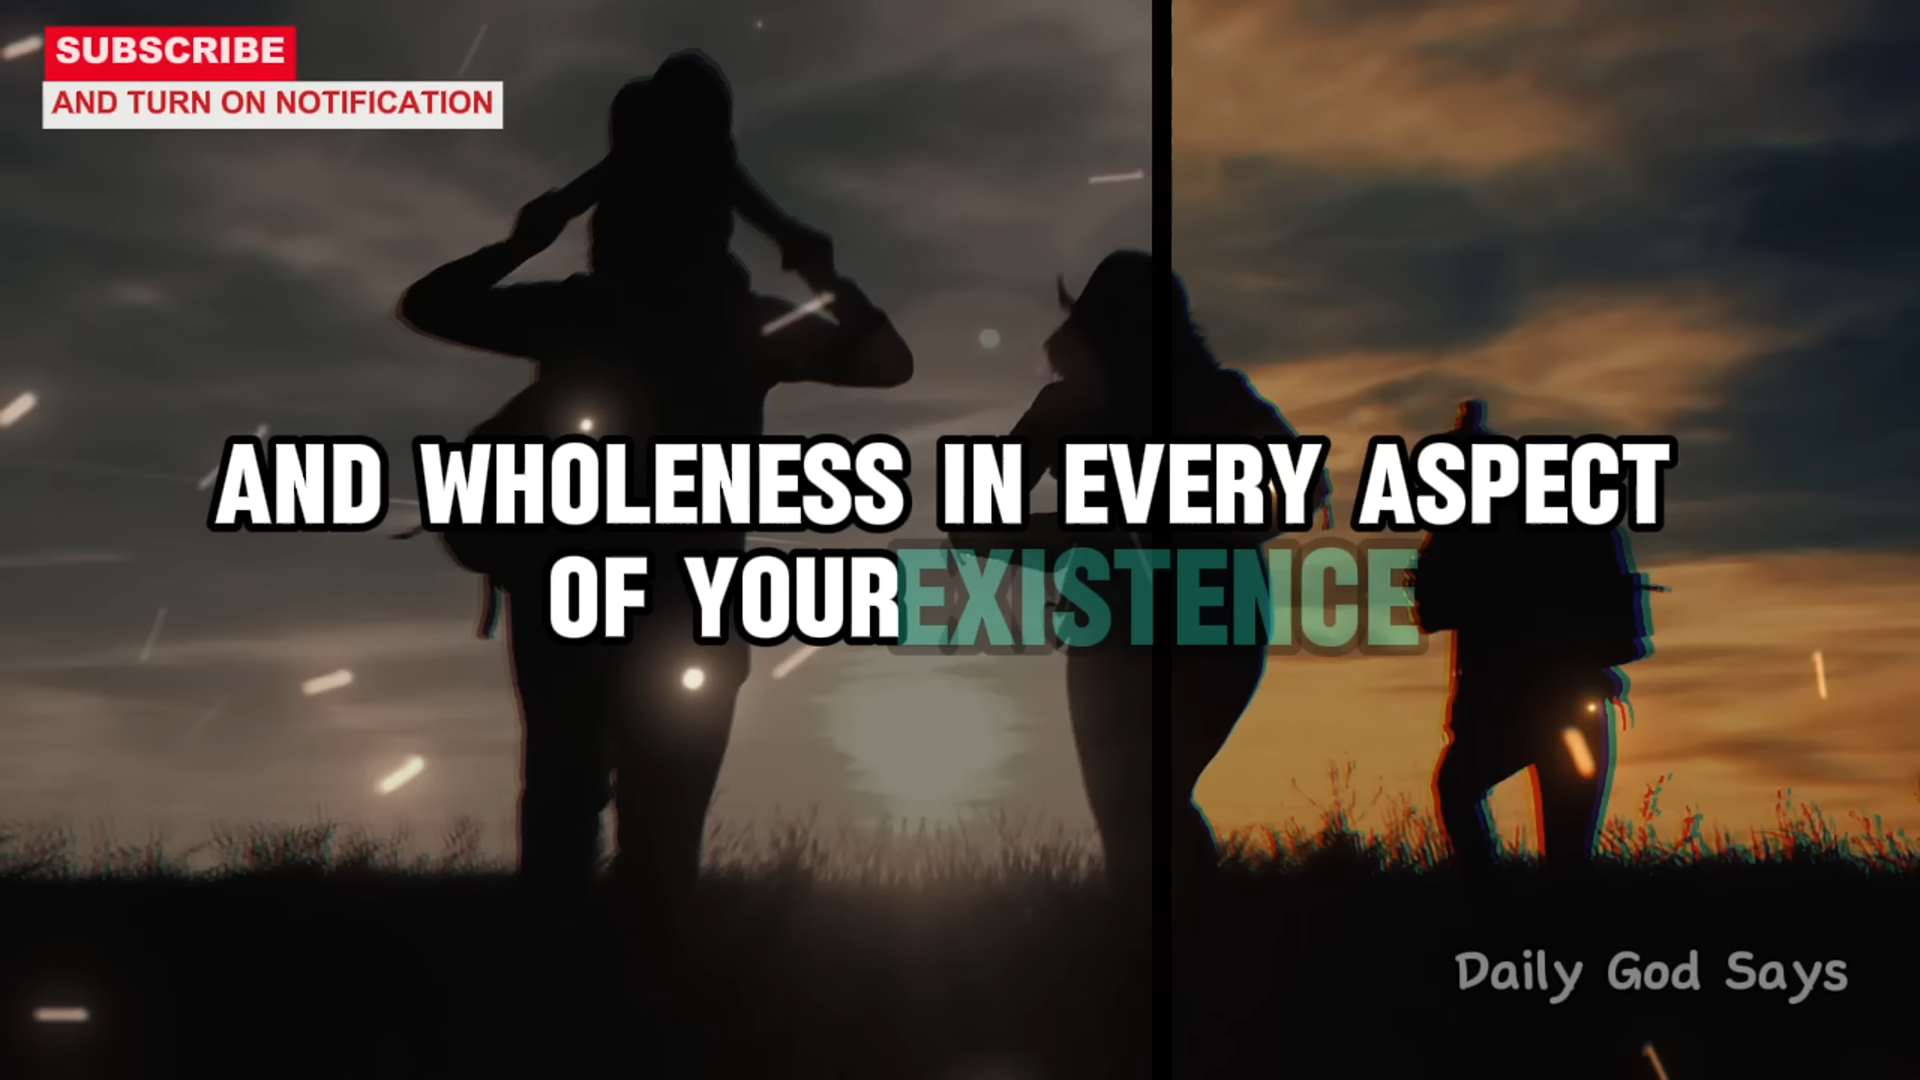 SUBSCRIBE
AND TURN ON NOTIFICATION
AND WHOLENESS IN EVERY ASPECT
OF YOUR EXISTENCE
Daily God Says